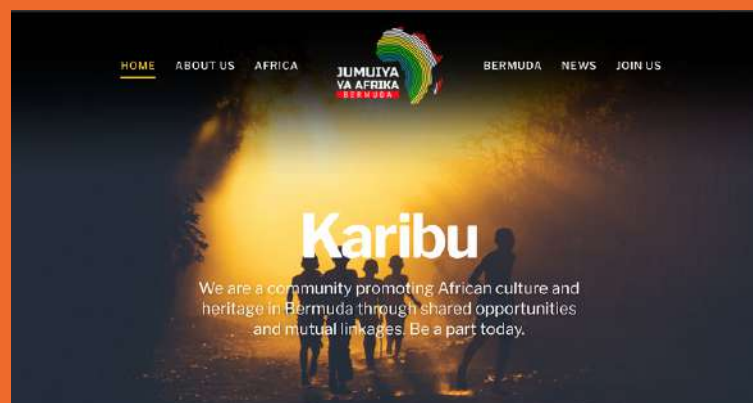 HOME ABOUT US AFRICA
JUMUIYA
YA AFRIKA
BERMUDA
BERMUDA NEWS JOIN US
Karibu
We are a community promoting African culture and
heritage in Bermuda through shared opportunities
and mutual linkages. Be a part today.